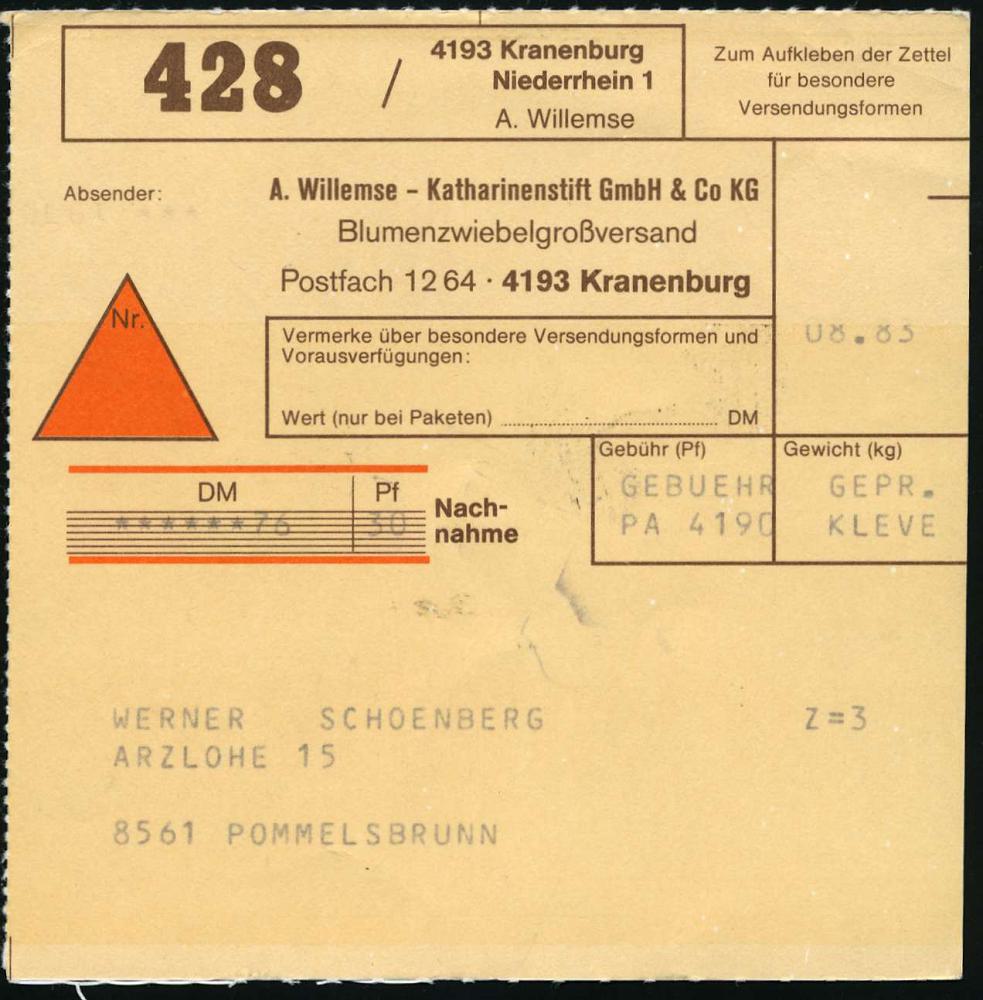 428 / 4193 Kranenburg
Niederrhein 1
A. Willemse
Zum Aufkleben der Zettel
für besondere
Versendungsformen
Absender:
A. Willemse – Katharinenstift GmbH & Co KG
Blumenzwiebelgroßversand
Postfach 12 64 · 4193 Kranenburg
Nr.
Vermerke über besondere Versendungsformen und
Vorausverfügungen:
Wert (nur bei Paketen) DM
08.83
Gebühr (Pf)
GEBUEHR
PA 4190
Gewicht (kg)
GEPR.
KLEVE
DM Pf
******76 30
Nach-
nahme
WERNER SCHOENBERG Z=3
ARZLOHE 15
8561 POMMELSBRUNN